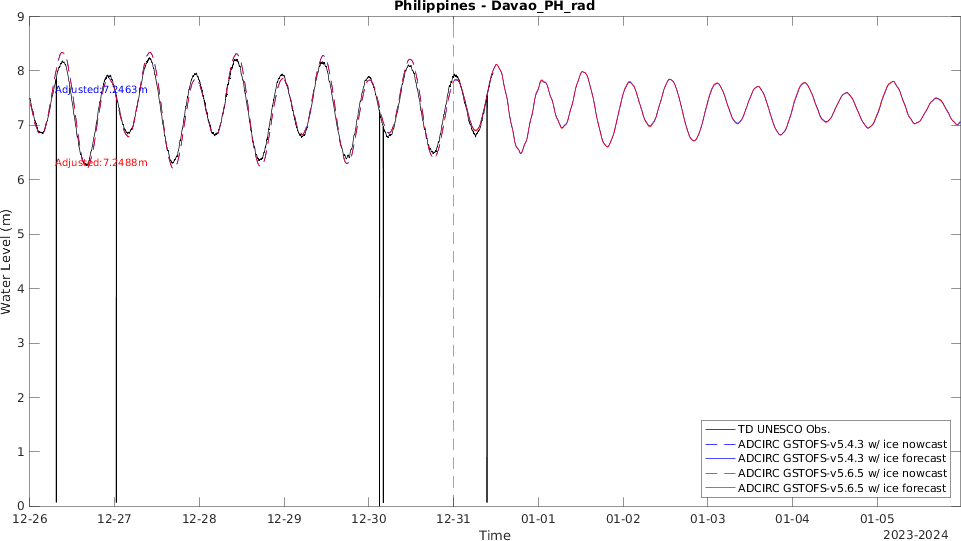 Philippines - Davao_PH_rad
9
8
7
6
5
4
3
2
1
0
Water Level (m)
Adjusted:7.2463m
Adjusted:7.2488m
TD UNESCO Obs.
ADCIRC GSTOFS-v5.4.3 w/ ice nowcast
ADCIRC GSTOFS-v5.4.3 w/ ice forecast
ADCIRC GSTOFS-v5.6.5 w/ ice nowcast
ADCIRC GSTOFS-v5.6.5 w/ ice forecast
12-26 12-27 12-28 12-29 12-30 12-31 01-01 01-02 01-03 01-04 01-05
Time
2023-2024